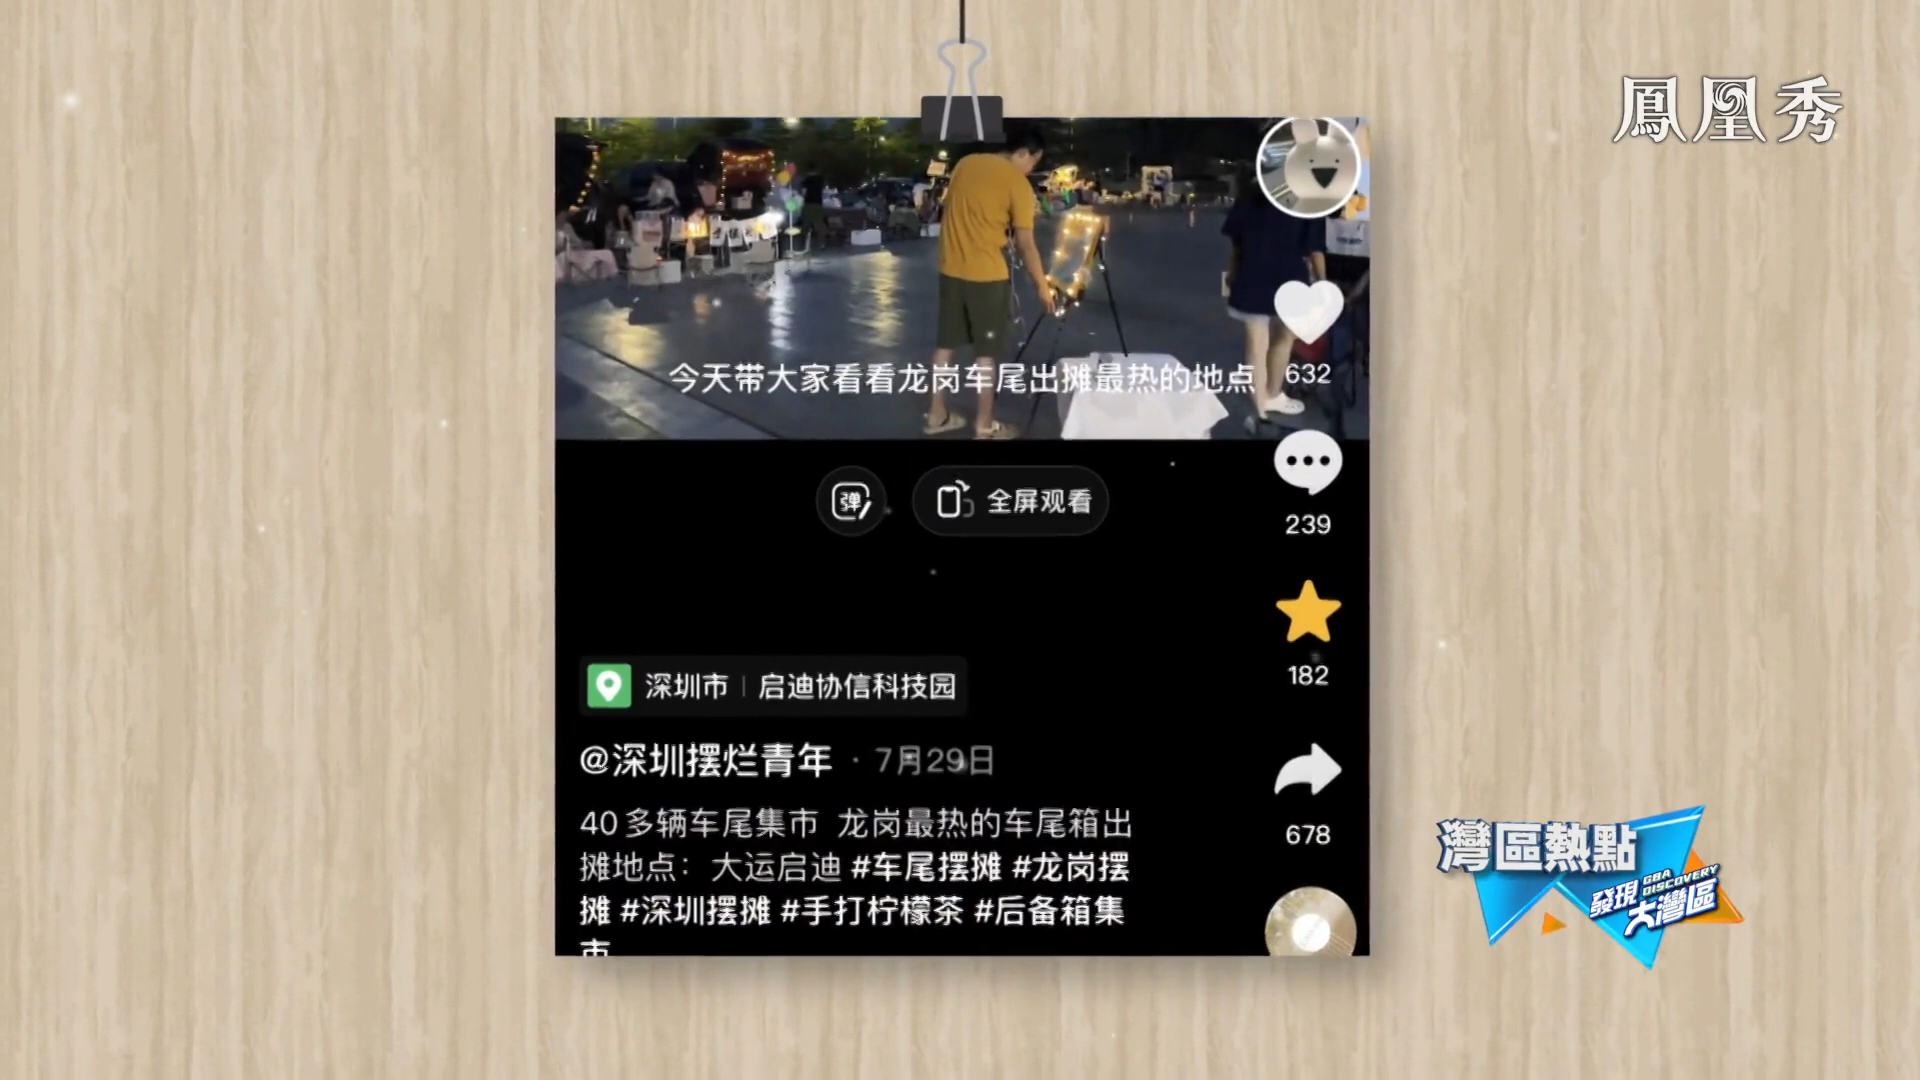 鳳凰秀
今天带大家看看龙岗车尾出摊最热的地点
632
弹
全屏观看
239
182
深圳市 | 启迪协信科技园
@深圳摆烂青年 · 7月29日
678
40多辆车尾集市 龙岗最热的车尾箱出
摊地点：大运启迪 #车尾摆摊 #龙岗摆
摊 #深圳摆摊 #手打柠檬茶 #后备箱集
市
灣區熱點
發現
GBA
DISCOVERY
大灣區